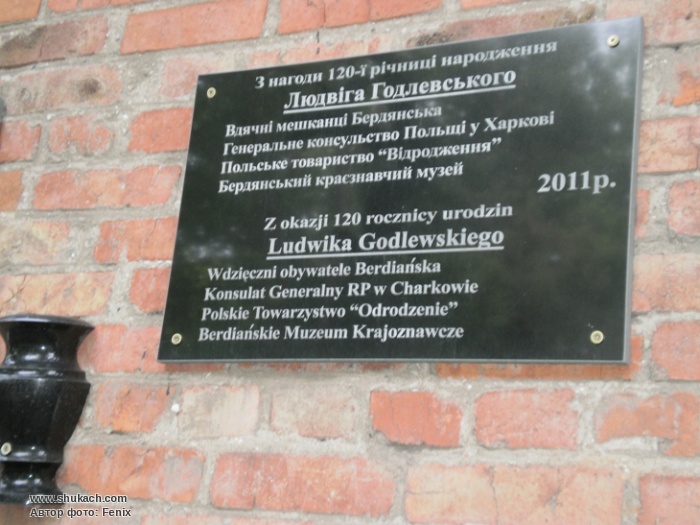 З нагоди 120-ї річниці народження
Людвіга Годлевського
Вдячні мешканці Бердянська
Генеральне консульство Польщі у Харкові
Польське товариство “Відродження”
Бердянський краєзнавчий музей
2011р.
Z okazji 120 rocznicy urodzin
Ludwika Godlewskiego
Wdzięczni obywatele Berdiańska
Konsulat Generalny RP w Charkowie
Polskie Towarzystwo “Odrodzenie”
Berdiańskie Muzeum Krajoznawcze
www.shukach.com
Автор фото: Fenix